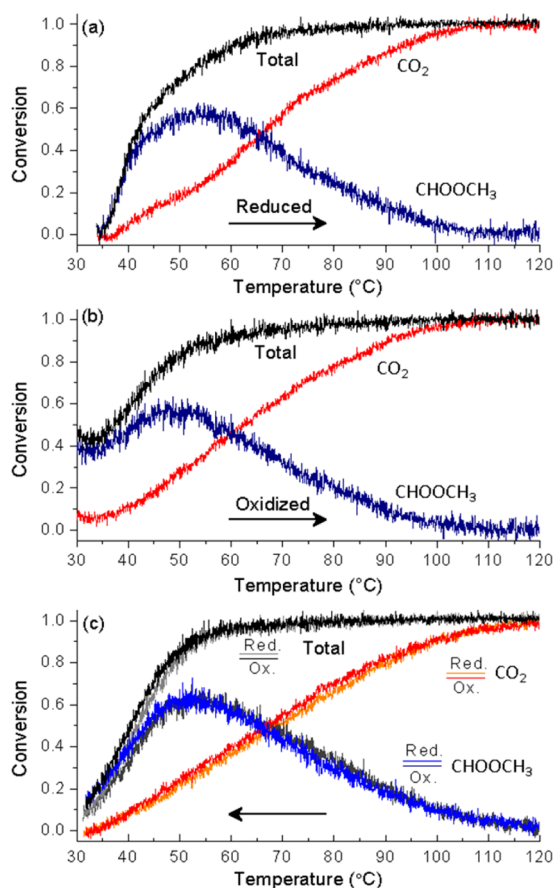 (a)
1.0
0.8
0.6
0.4
0.2
0.0
Conversion
Total
CO2
CHOOCH3
Reduced
30 40 50 60 70 80 90 100 110 120
Temperature (°C)
(b)
1.0
0.8
0.6
0.4
0.2
0.0
Conversion
Total
CO2
CHOOCH3
Oxidized
30 40 50 60 70 80 90 100 110 120
Temperature (°C)
(c)
1.0
0.8
0.6
0.4
0.2
0.0
Conversion
Red.
Ox.
Total
Red.
Ox.
CO2
Red.
Ox.
CHOOCH3
30 40 50 60 70 80 90 100 110 120
Temperature (°C)